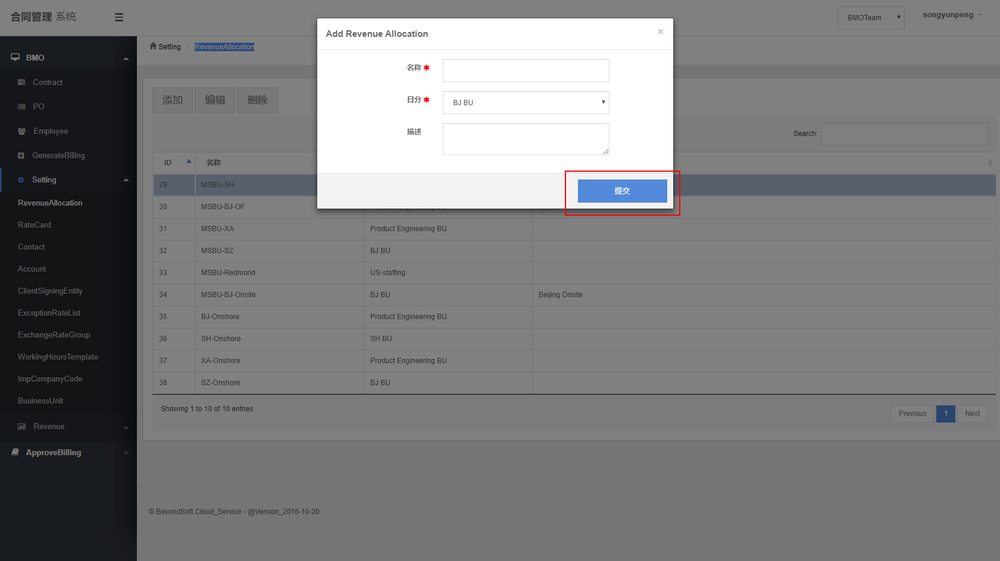 合同管理 系统
BMOTeam
songyunpeng
BMO
Contract
PO
Employee
GenerateBilling
Setting
RevenueAllocation
RateCard
Contact
Account
ClientSigningEntity
ExceptionRateList
ExchangeRateGroup
WorkingHoursTemplate
ImpCompanyCode
BusinessUnit
Revenue
ApproveBilling
Setting / RevenueAllocation
添加 编辑 删除
Search:
Add Revenue Allocation ×
名称 ✱
日分 ✱ BJ BU
描述
提交
ID 名称
29 MSBU-SH
30 MSBU-BJ-OF
31 MSBU-XA Product Engineering BU
32 MSBU-SZ BJ BU
33 MSBU-Redmond US-staffing
34 MSBU-BJ-Onsite BJ BU Beijing Onsite
35 BJ-Onshore Product Engineering BU
36 SH-Onshore SH BU
37 XA-Onshore Product Engineering BU
38 SZ-Onshore BJ BU
Showing 1 to 10 of 10 entries
Previous 1 Next
© BeyondSoft Cloud_Service - @Version_2016-10-20